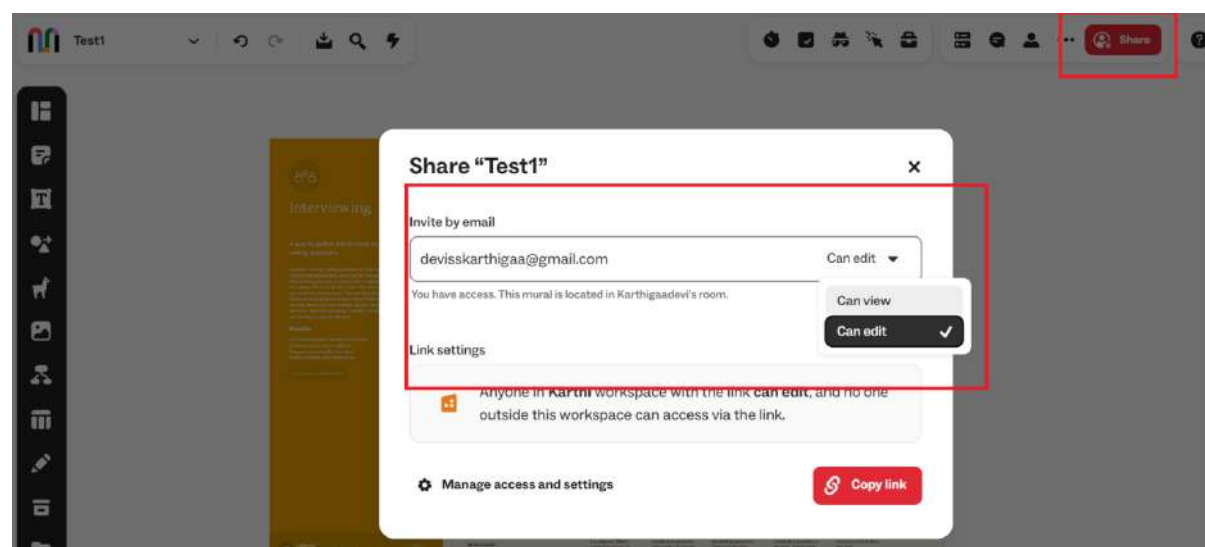 Test1
Share
Interviewing
Share “Test1”
Invite by email
devisskarthigaa@gmail.com
Can edit
You have access. This mural is located in Karthigaadevi's room.
Can view
Can edit
Link settings
Anyone in Karthi workspace with the link can edit, and no one
outside this workspace can access via the link.
Manage access and settings
Copy link